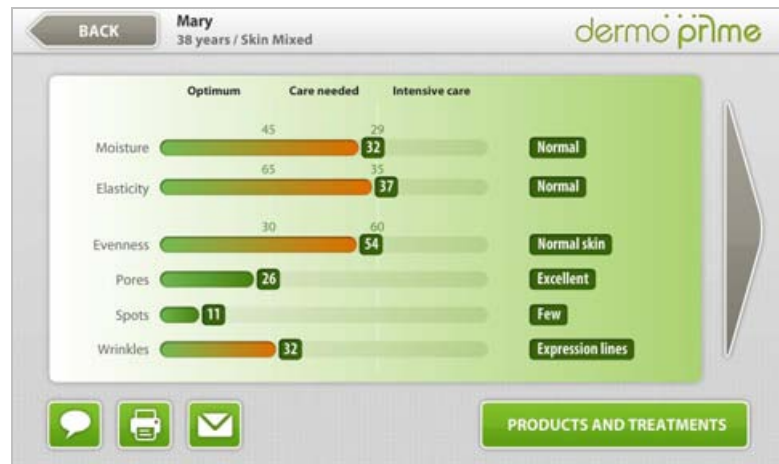 BACK
Mary
38 years / Skin Mixed
dermo prime
Optimum Care needed Intensive care
45 29
Moisture 32 Normal
65 35
Elasticity 37 Normal
30 60
Evenness 54 Normal skin
Pores 26 Excellent
Spots 11 Few
Wrinkles 32 Expression lines
PRODUCTS AND TREATMENTS